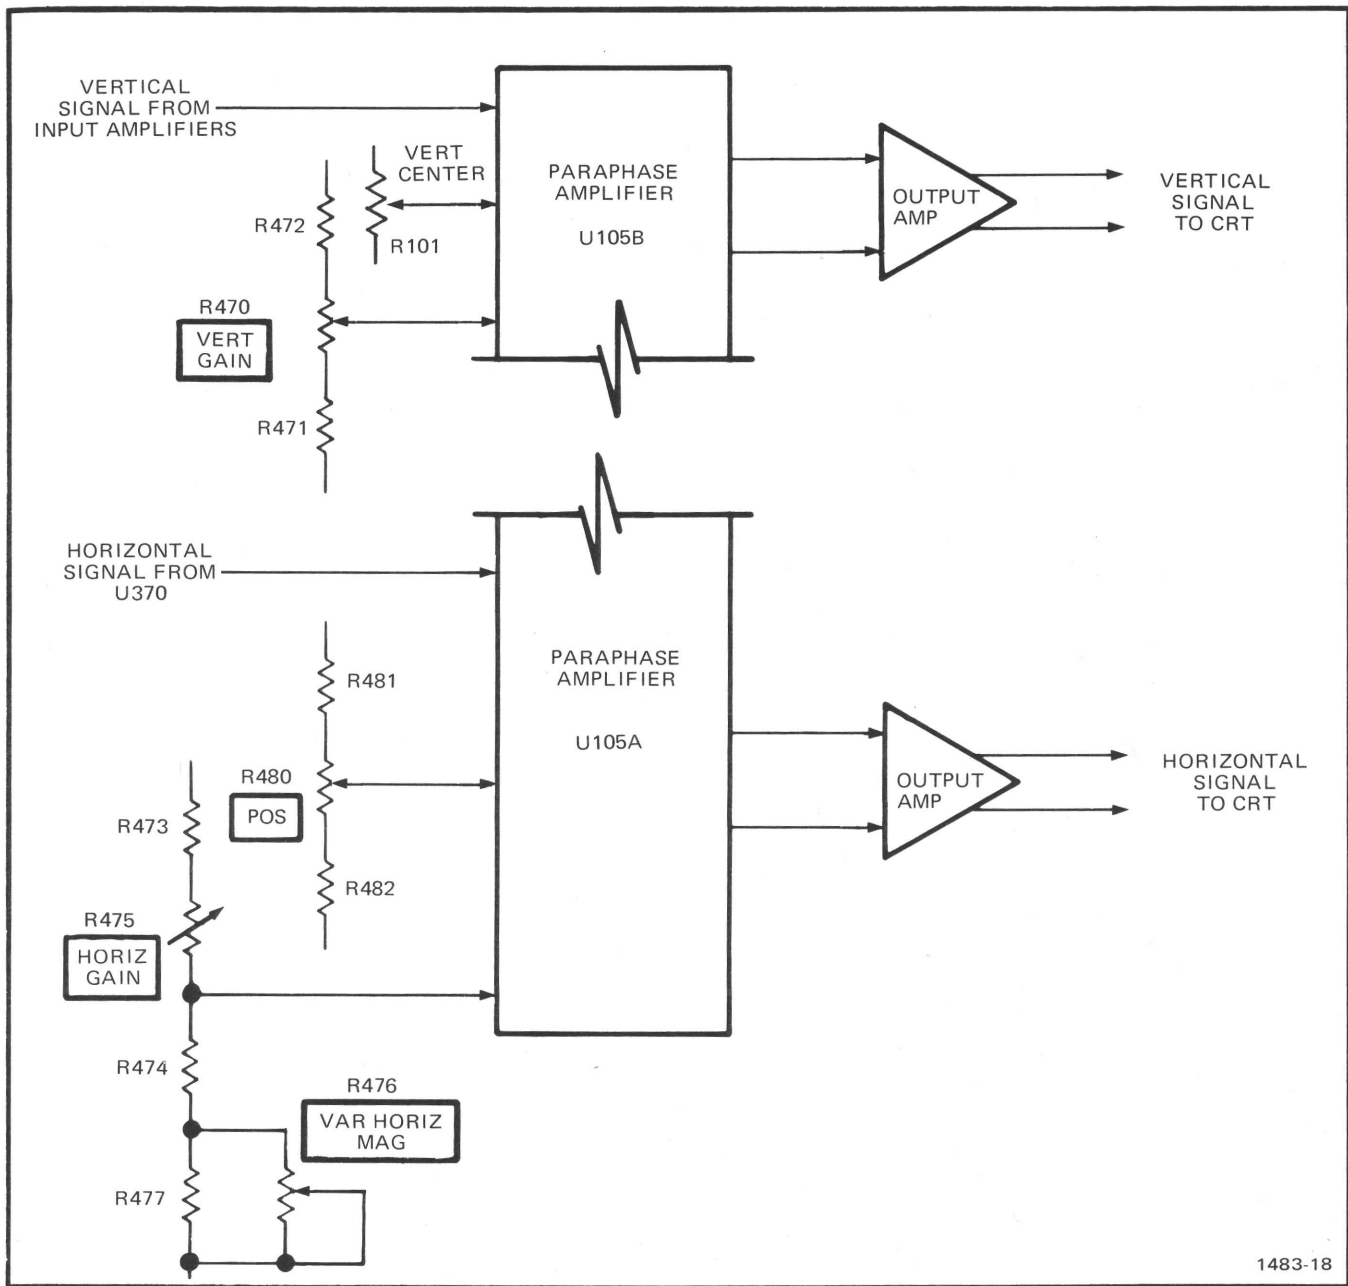 VERTICAL
SIGNAL FROM
INPUT AMPLIFIERS
VERT
CENTER
R472
R101
R470
VERT
GAIN
R471
PARAPHASE
AMPLIFIER
U105B
OUTPUT
AMP
VERTICAL
SIGNAL
TO CRT
HORIZONTAL
SIGNAL FROM
U370
R481
R480
POS
R482
R473
R475
HORIZ
GAIN
R474
R476
VAR HORIZ
MAG
R477
PARAPHASE
AMPLIFIER
U105A
OUTPUT
AMP
HORIZONTAL
SIGNAL
TO CRT
1483-18